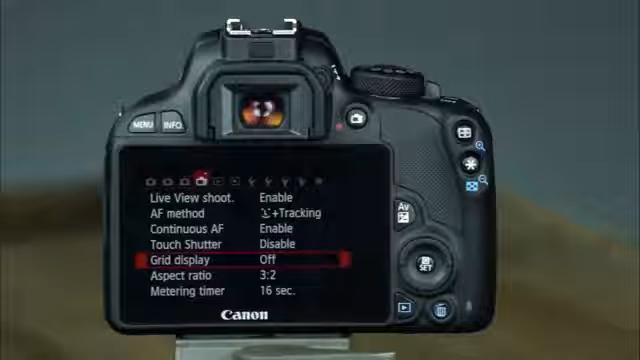 MENU INFO.
Live View shoot. Enable
AF method +Tracking
Continuous AF Enable
Touch Shutter Disable
Grid display Off
Aspect ratio 3:2
Metering timer 16 sec.
Av
SET
Canon